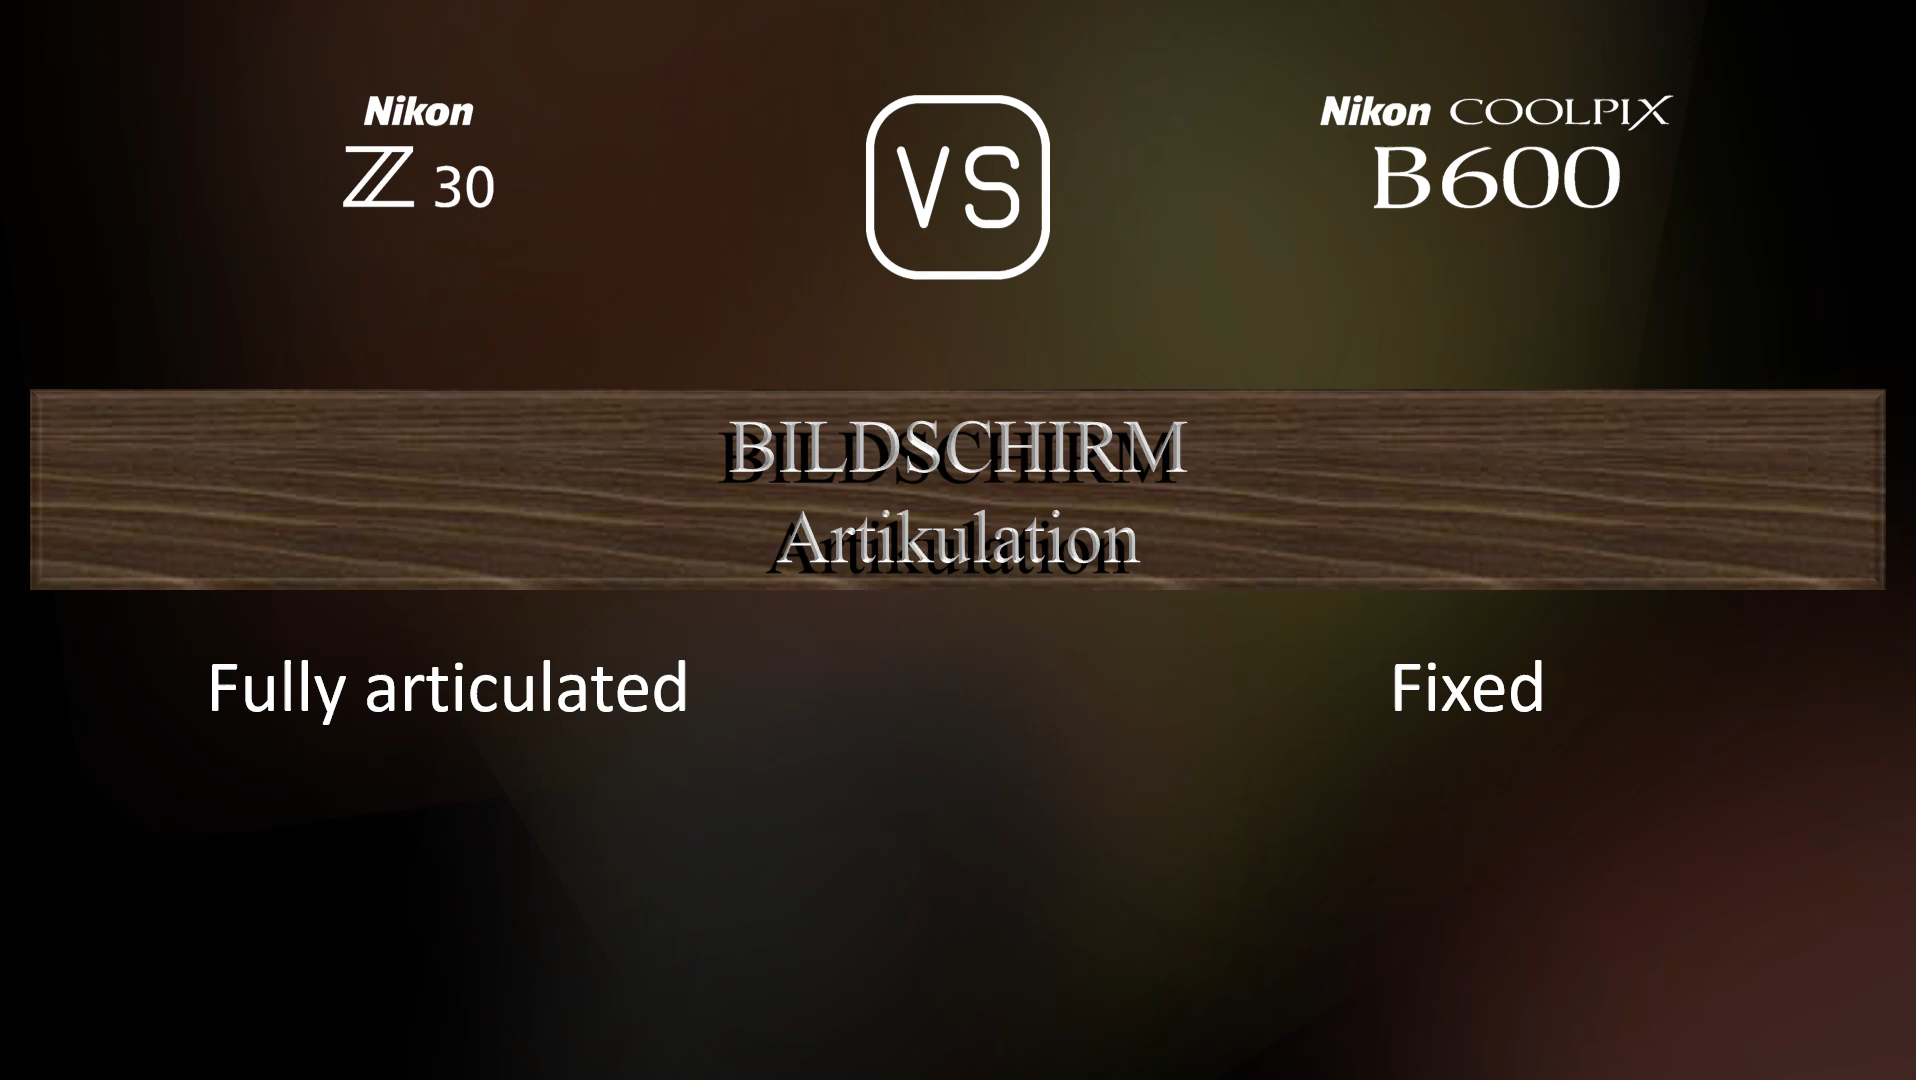 Nikon
Z 30
VS
Nikon COOLPIX
B600
BILDSCHIRM
Artikulation
Fully articulated
Fixed